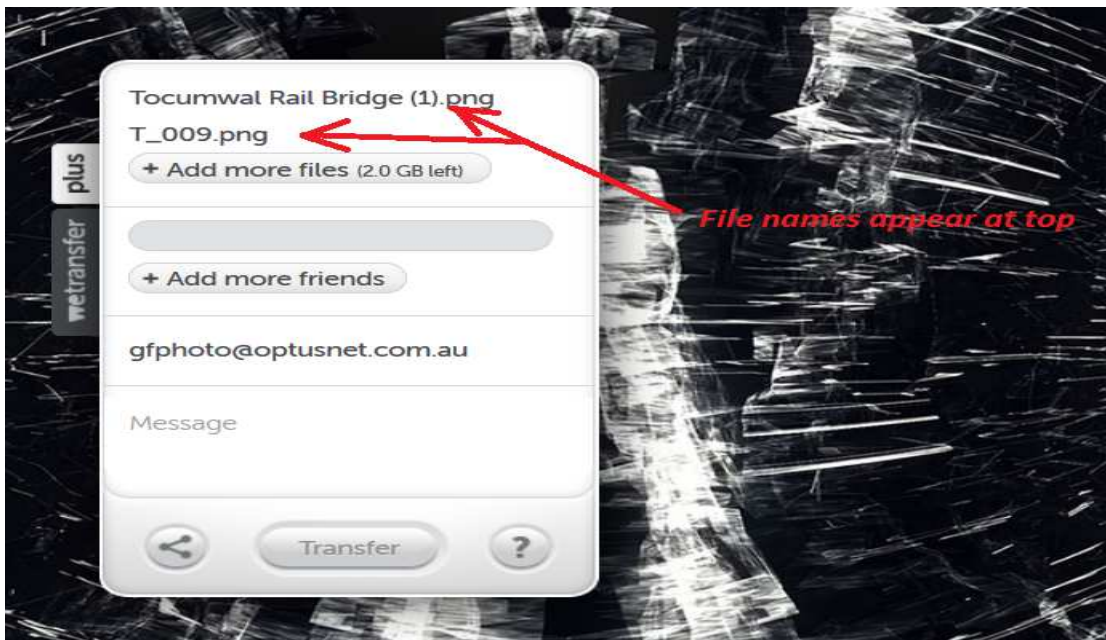 Tocumwal Rail Bridge (1).png
T_009.png
+ Add more files (2.0 GB left)
plus
File names appear at top
wetransfer
+ Add more friends
gfphoto@optusnet.com.au
Message
Transfer
?